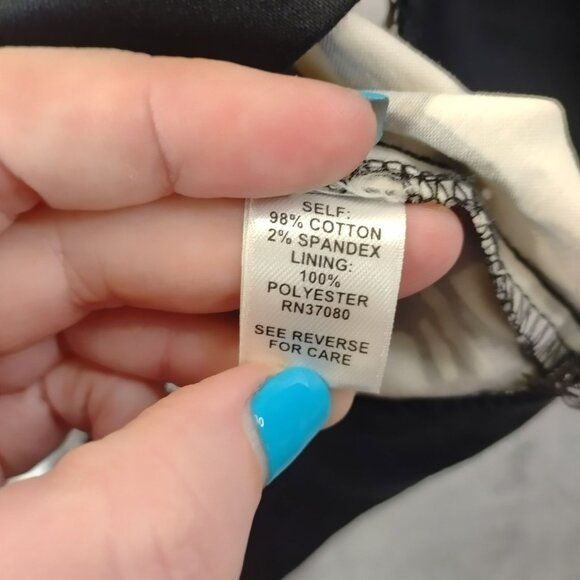 SELF:
98% COTTON
2% SPANDEX
LINING:
100%
POLYESTER
RN37080
SEE REVERSE
FOR CARE